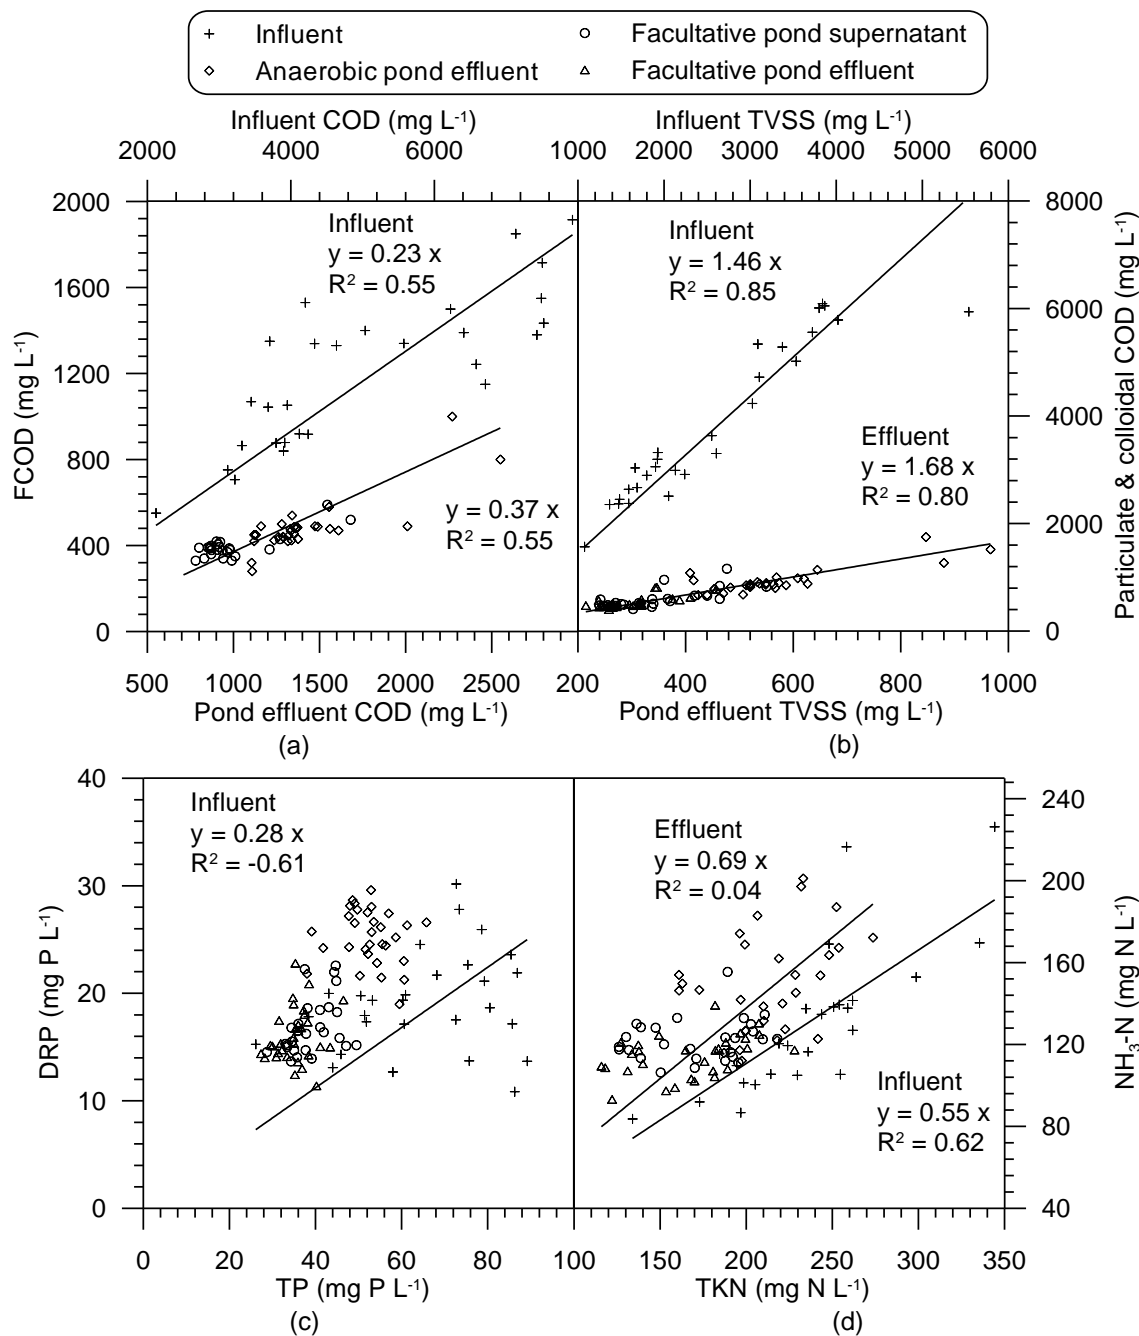 Influent
Facultative pond supernatant
Anaerobic pond effluent
Facultative pond effluent
Influent COD (mg L-1)
Influent TVSS (mg L-1)
2000 4000 6000 1000 2000 3000 4000 5000 6000
2000
1600
1200
800
400
0
FCOD (mg L-1)
Influent
y = 0.23 x
R2 = 0.55
y = 0.37 x
R2 = 0.55
Influent
y = 1.46 x
R2 = 0.85
Effluent
y = 1.68 x
R2 = 0.80
8000
6000
4000
2000
0
Particulate & colloidal COD (mg L-1)
500 1000 1500 2000 2500 200 400 600 800 1000
Pond effluent COD (mg L-1)
Pond effluent TVSS (mg L-1)
(a)
(b)
40
30
20
10
0
DRP (mg P L-1)
Influent
y = 0.28 x
R2 = -0.61
Effluent
y = 0.69 x
R2 = 0.04
Influent
y = 0.55 x
R2 = 0.62
240
200
160
120
80
40
NH3-N (mg N L-1)
0 20 40 60 80 100 150 200 250 300 350
TP (mg P L-1)
TKN (mg N L-1)
(c)
(d)